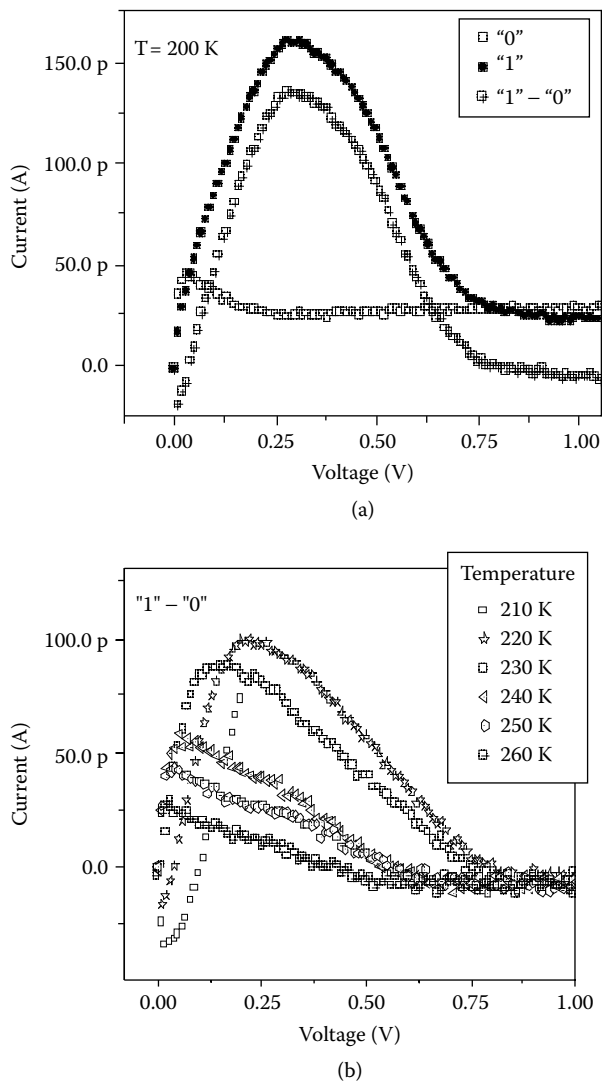 T = 200 K
"0"
"1"
"1" – "0"
150.0 p
100.0 p
50.0 p
0.0
Current (A)
0.00 0.25 0.50 0.75 1.00
Voltage (V)
(a)
"1" – "0"
Temperature
210 K
220 K
230 K
240 K
250 K
260 K
100.0 p
50.0 p
0.0
Current (A)
0.00 0.25 0.50 0.75 1.00
Voltage (V)
(b)